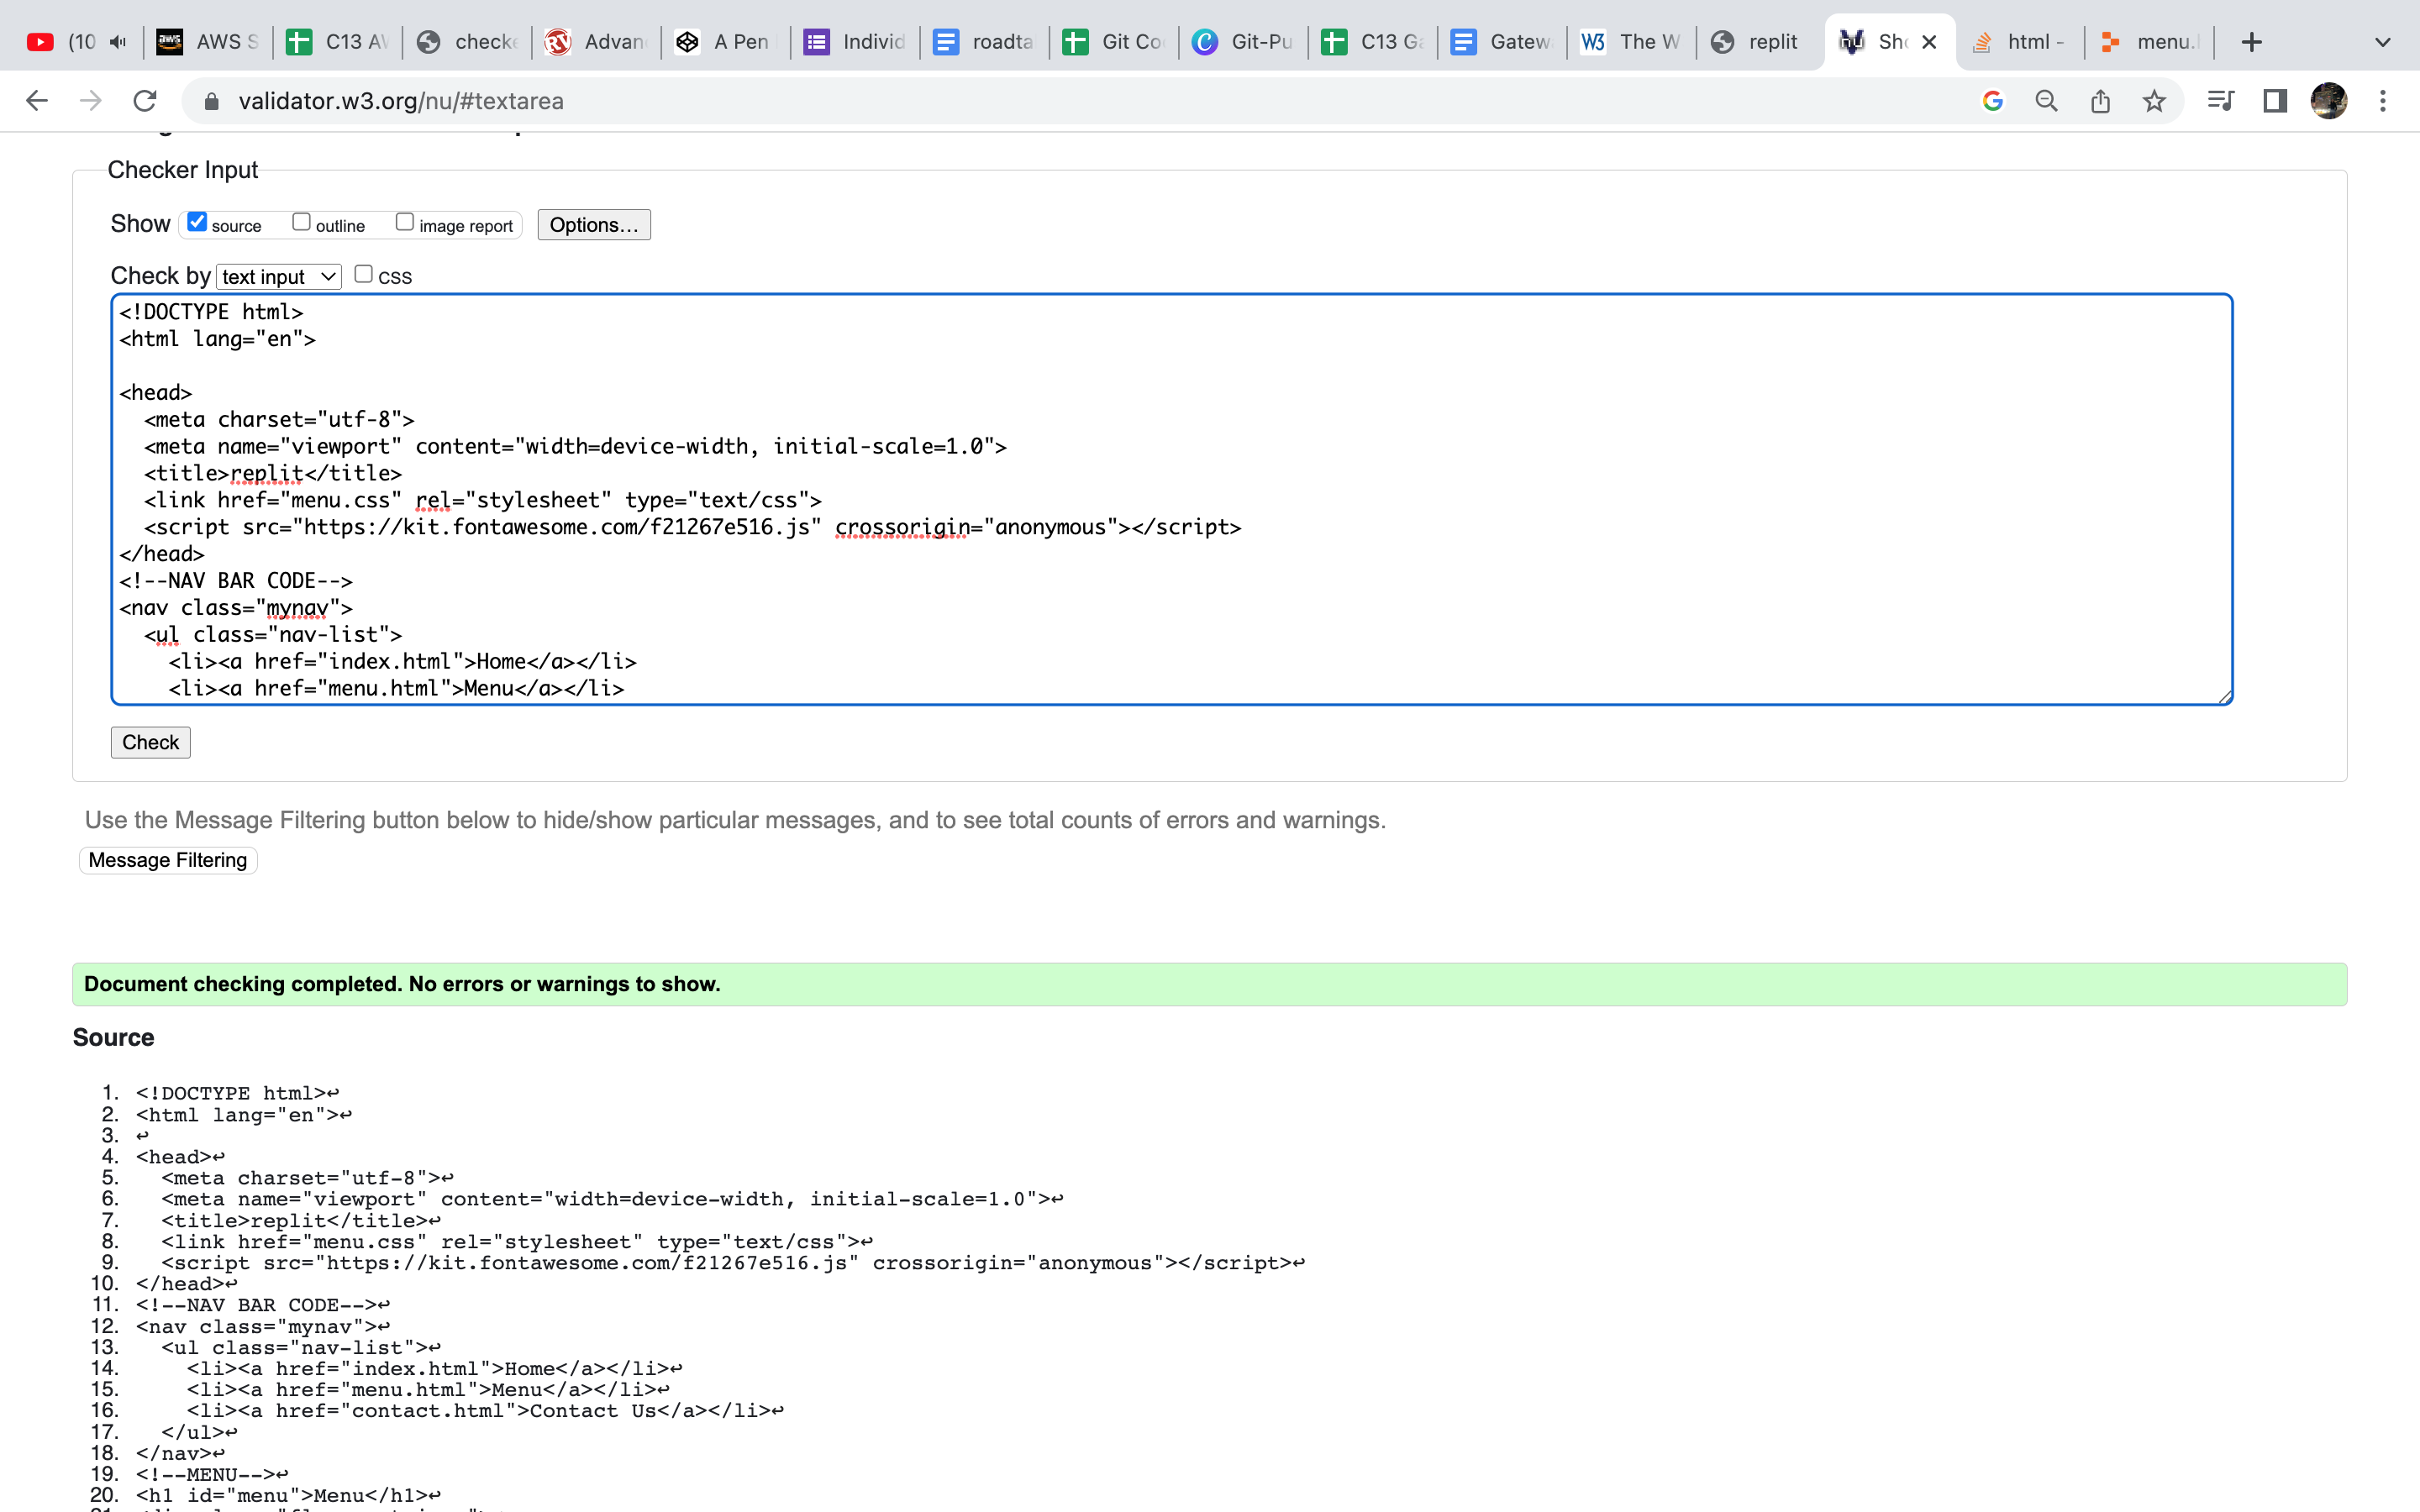 (10
AWS S
C13 AV
checke
Advan
A Pen
Individ
roadta
Git Co
Git-Pu
C13 Ga
Gatew
W3 The W
replit
Sho
html -
menu.
validator.w3.org/nu/#textarea
Checker Input
Show source outline image report Options...
Check by text input CSS
<!DOCTYPE html>
<html lang="en">
<head>
<meta charset="utf-8">
<meta name="viewport" content="width=device-width, initial-scale=1.0">
<title>replit</title>
<link href="menu.css" rel="stylesheet" type="text/css">
<script src="https://kit.fontawesome.com/f21267e516.js" crossorigin="anonymous"></script>
</head>
<!--NAV BAR CODE-->
<nav class="mynav">
<ul class="nav-list">
<li><a href="index.html">Home</a></li>
<li><a href="menu.html">Menu</a></li>
Check
Use the Message Filtering button below to hide/show particular messages, and to see total counts of errors and warnings.
Message Filtering
Document checking completed. No errors or warnings to show.
Source
1. <!DOCTYPE html>↩
2. <html lang="en">↩
3. ↩
4. <head>↩
5. <meta charset="utf-8">↩
6. <meta name="viewport" content="width=device-width, initial-scale=1.0">↩
7. <title>replit</title>↩
8. <link href="menu.css" rel="stylesheet" type="text/css">↩
9. <script src="https://kit.fontawesome.com/f21267e516.js" crossorigin="anonymous"></script>↩
10. </head>↩
11. <!--NAV BAR CODE-->↩
12. <nav class="mynav">↩
13. <ul class="nav-list">↩
14. <li><a href="index.html">Home</a></li>↩
15. <li><a href="menu.html">Menu</a></li>↩
16. <li><a href="contact.html">Contact Us</a></li>↩
17. </ul>↩
18. </nav>↩
19. <!--MENU-->↩
20. <h1 id="menu">Menu</h1>↩